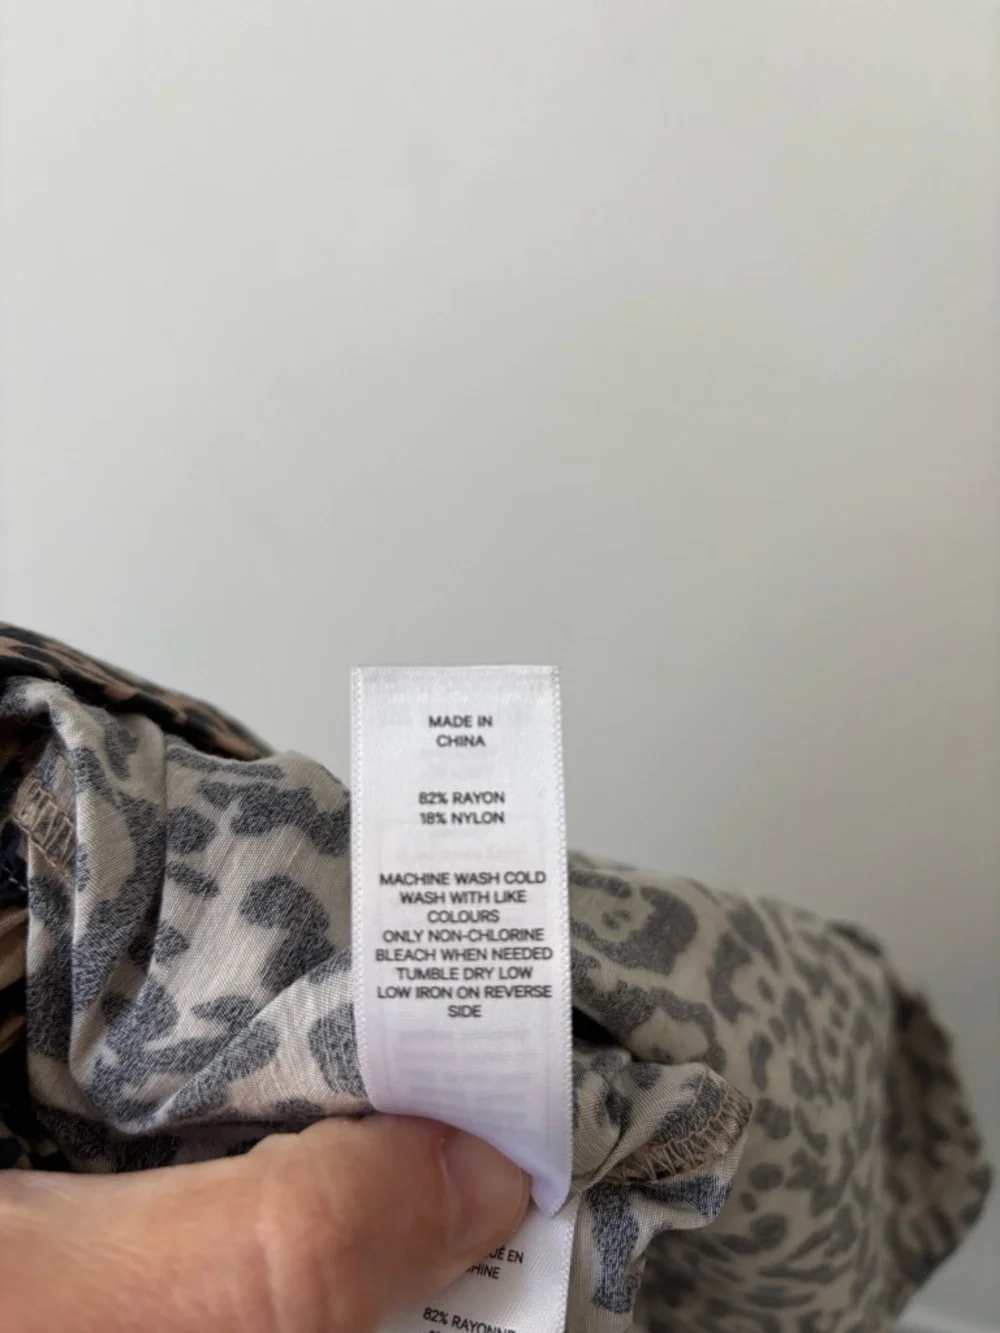 MADE IN
CHINA
82% RAYON
18% NYLON
MACHINE WASH COLD
WASH WITH LIKE
COLOURS
ONLY NON-CHLORINE
BLEACH WHEN NEEDED
TUMBLE DRY LOW
LOW IRON ON REVERSE
SIDE
EN
82%